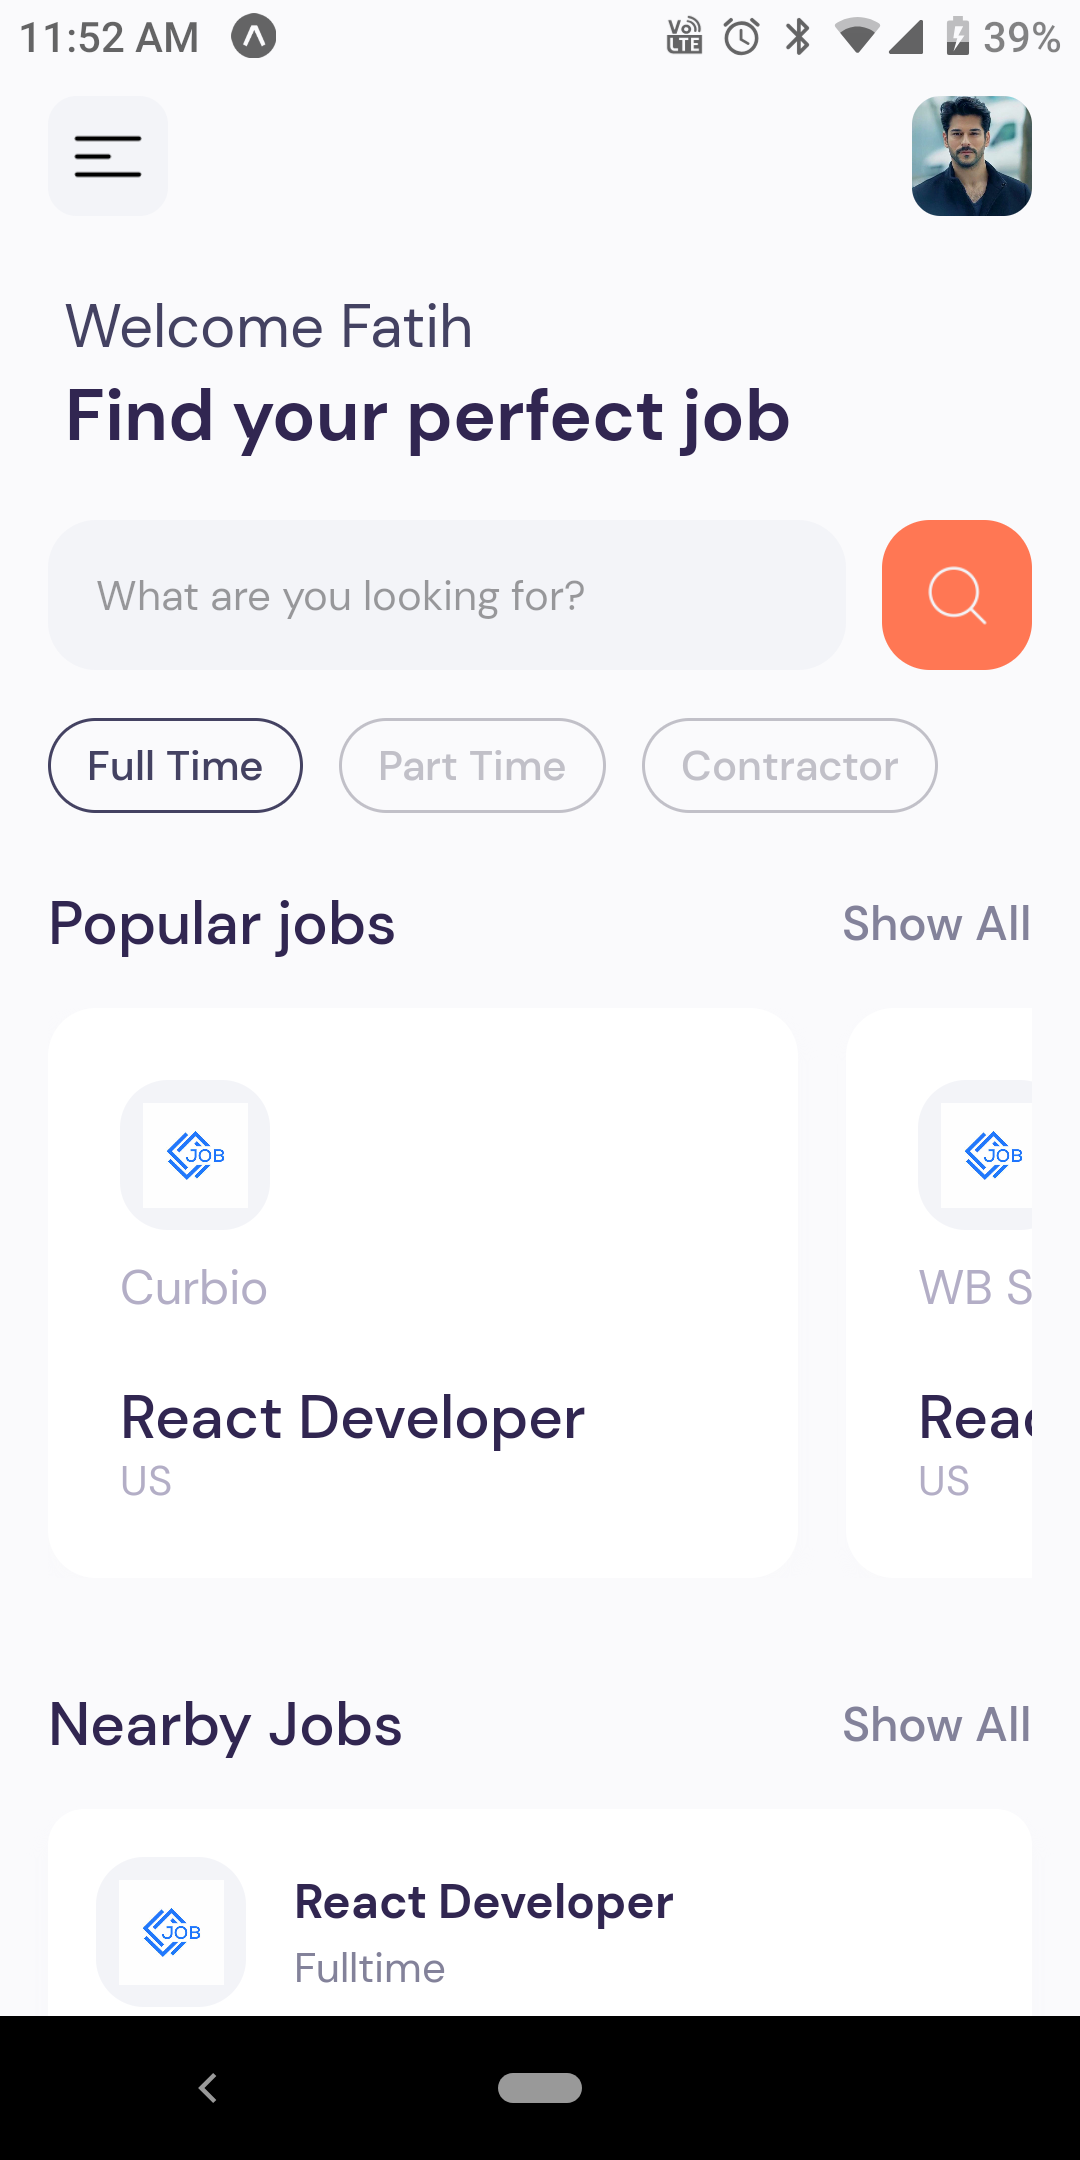 11:52 AM
Vo LTE
39%
Welcome Fatih
Find your perfect job
What are you looking for?
Full Time
Part Time
Contractor
Popular jobs
Show All
JOB
Curbio
React Developer
US
JOB
WB S
Reac
US
Nearby Jobs
Show All
JOB
React Developer
Fulltime